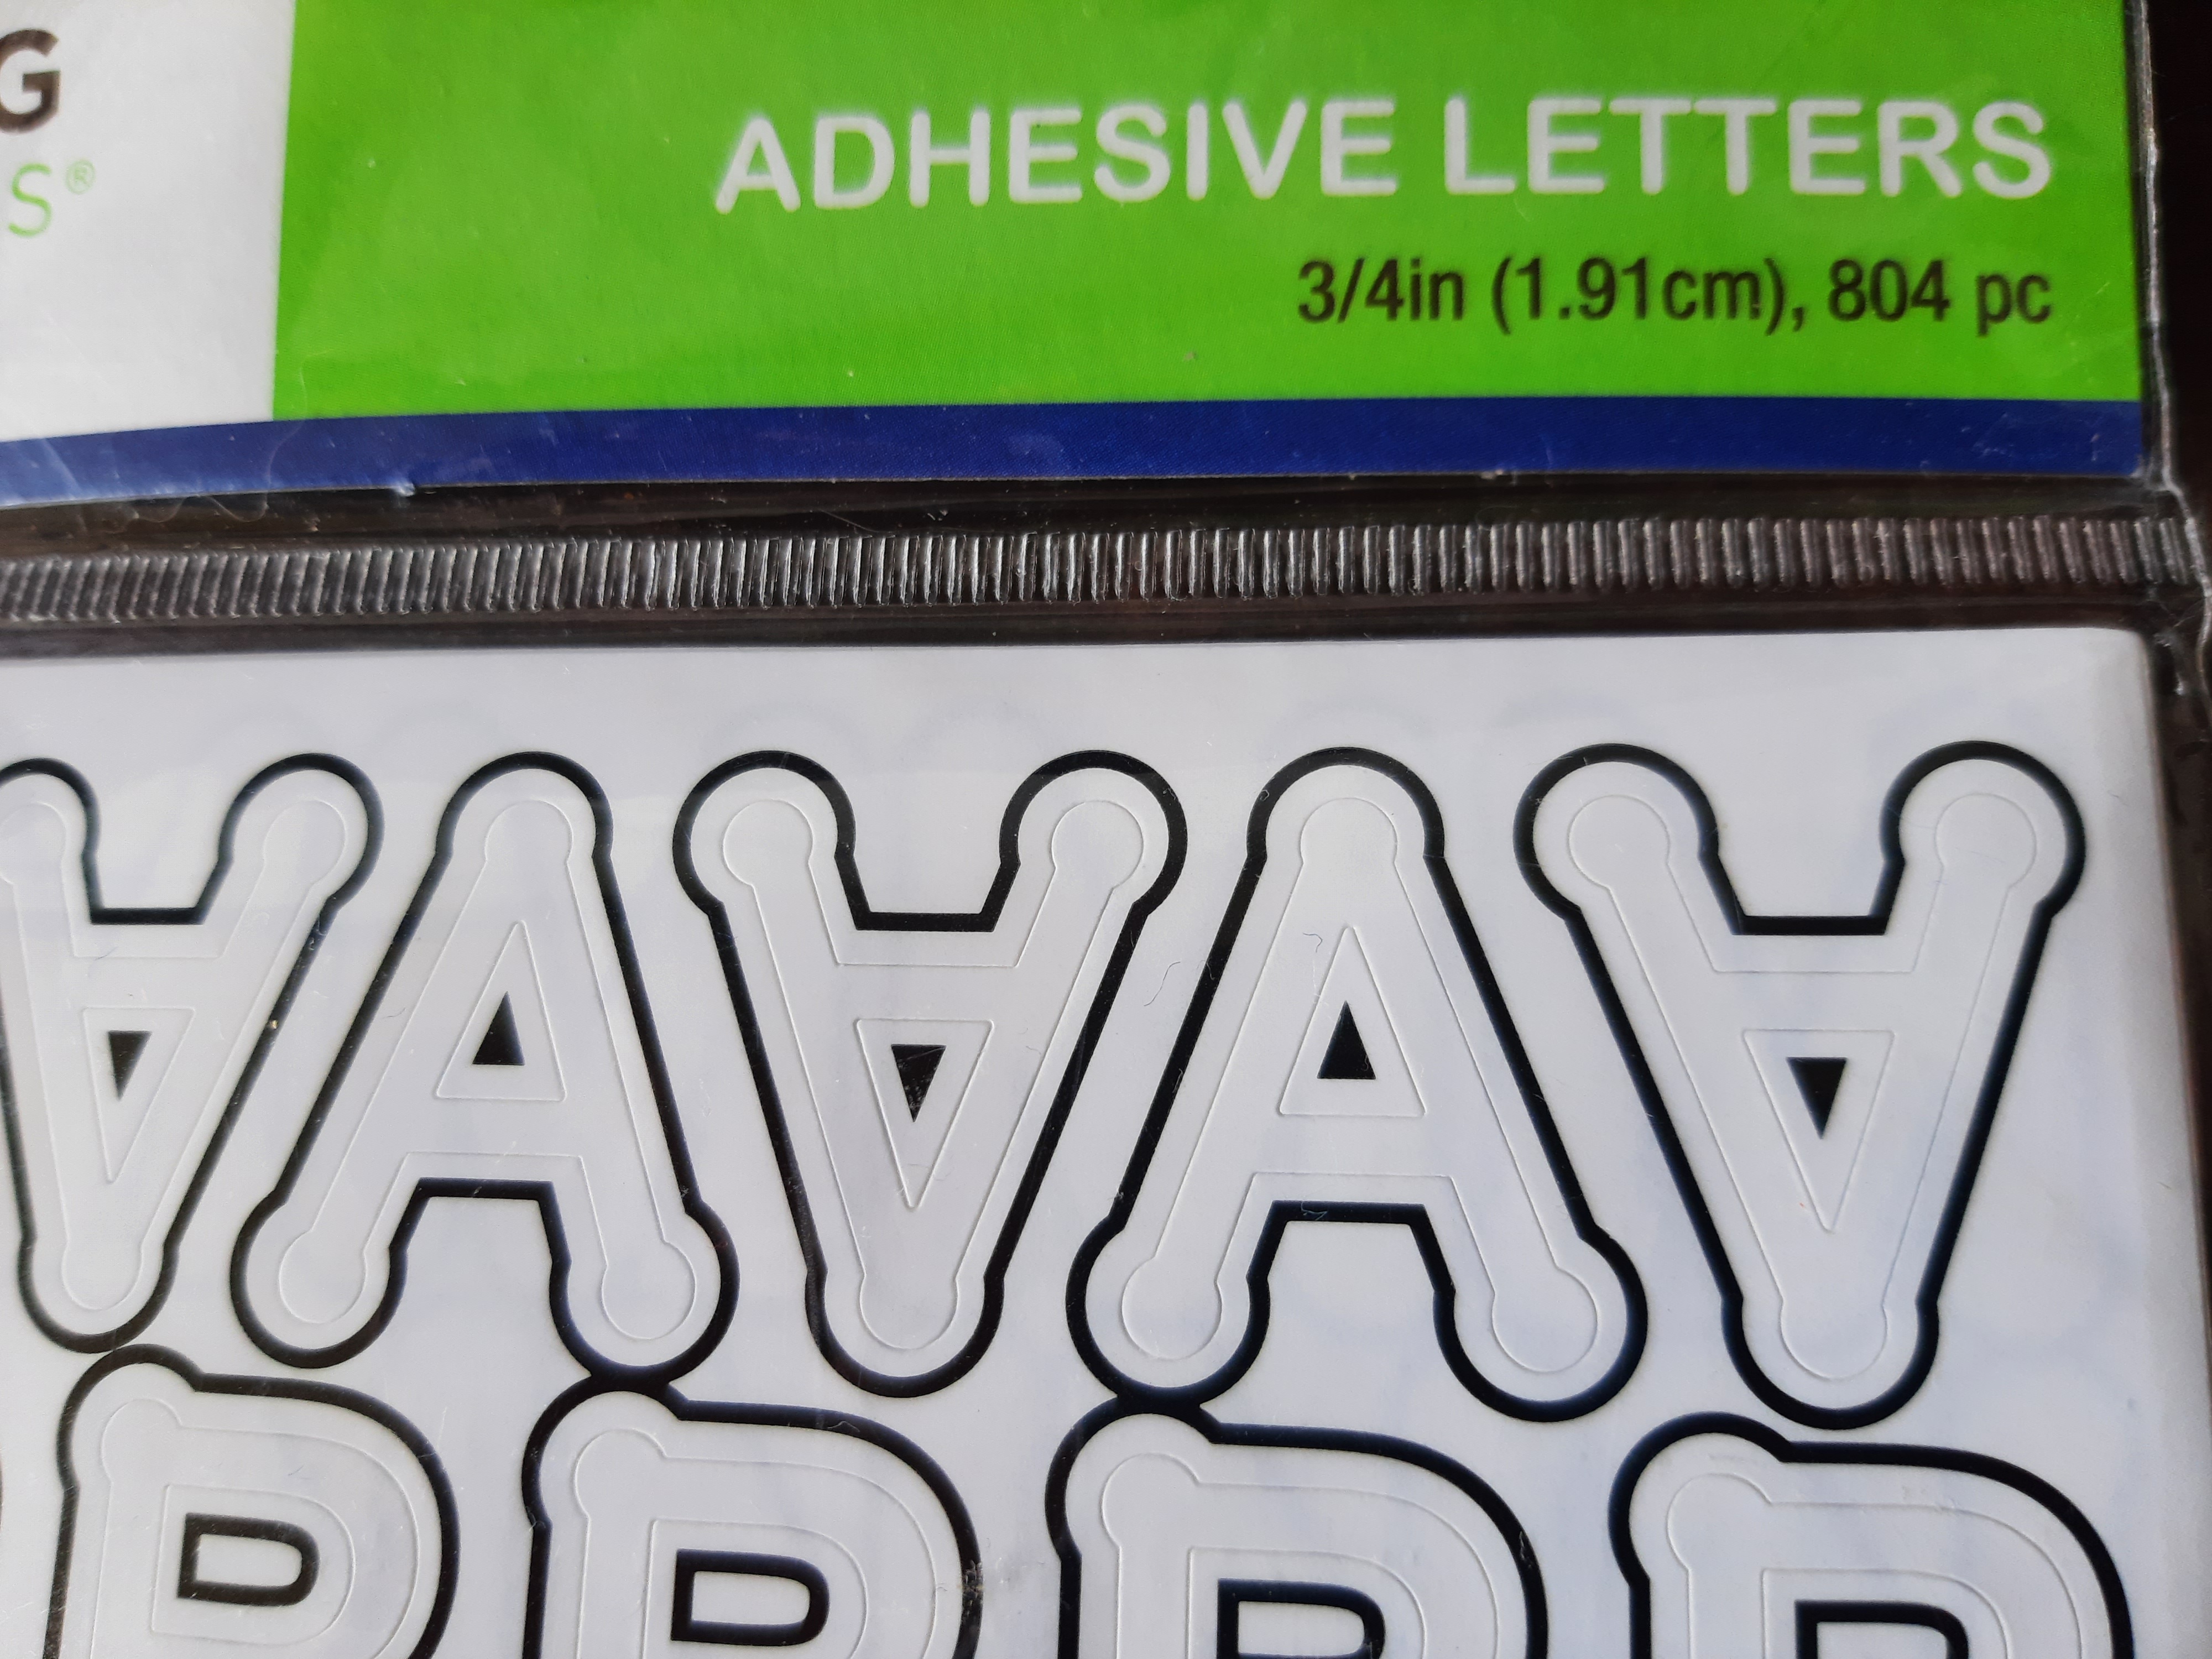 G
S®
ADHESIVE LETTERS
3/4in (1.91cm), 804 pc
A A A A A